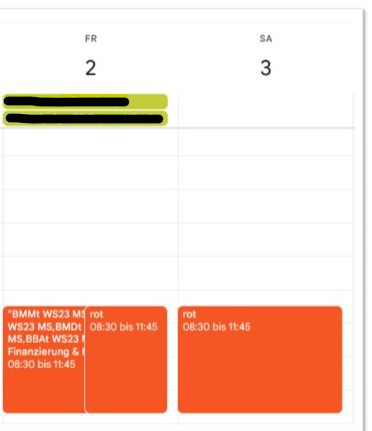 FR
SA
2
3
"BMMt WS23 MS
WS23 MS,BMDt
MS,BBAt WS23
Finanzierung &
08:30 bis 11:45
rot
08:30 bis 11:45
rot
08:30 bis 11:45